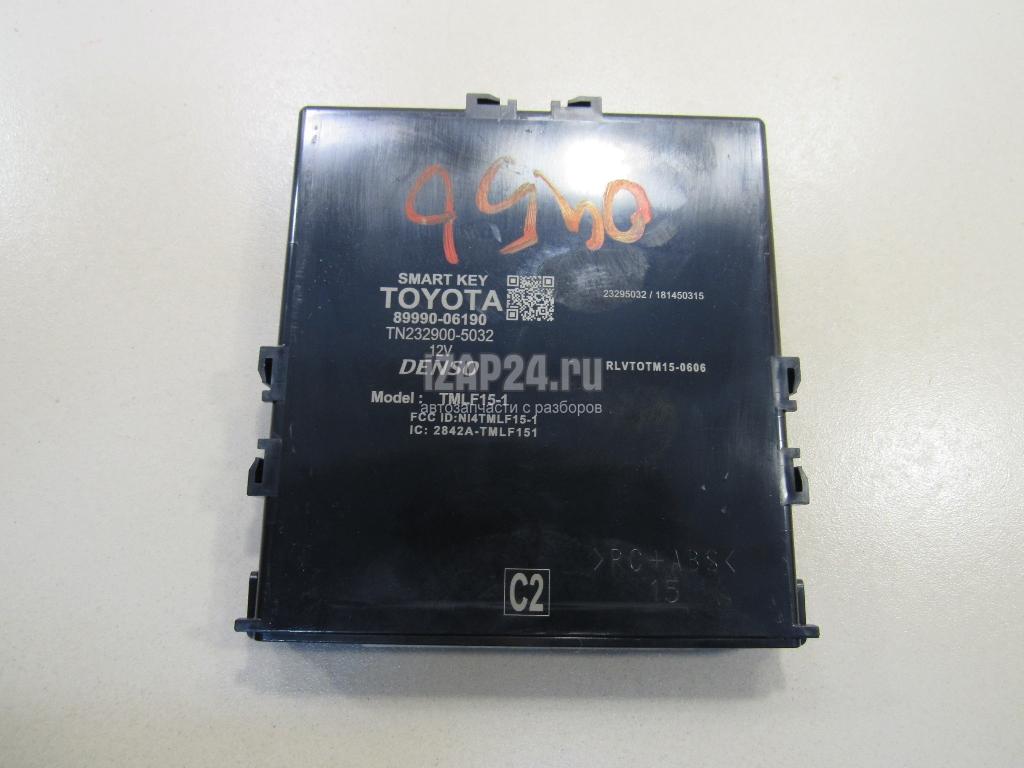 SMART KEY
TOYOTA
89990-06190
TN232900-5032
12V
DENSO
Model : TMLF15-1
FCC ID:NI4TMLF15-1
IC: 2842A-TMLF151
23295032 / 181450315
RLVTOTM15-0606
IZAP24.ru
автозапчасти с разборов
>PC+ABS<
15
C2